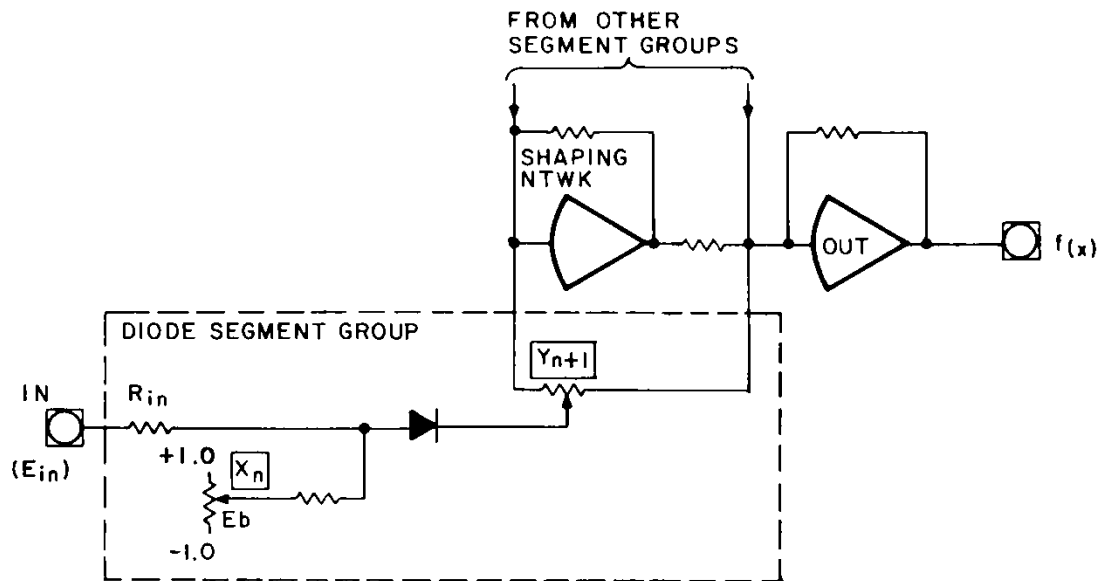 FROM OTHER
SEGMENT GROUPS
SHAPING
NTWK
OUT
f(x)
DIODE SEGMENT GROUP
Yn+1
IN
Rin
(Ein)
+1.0
Xn
Eb
-1.0